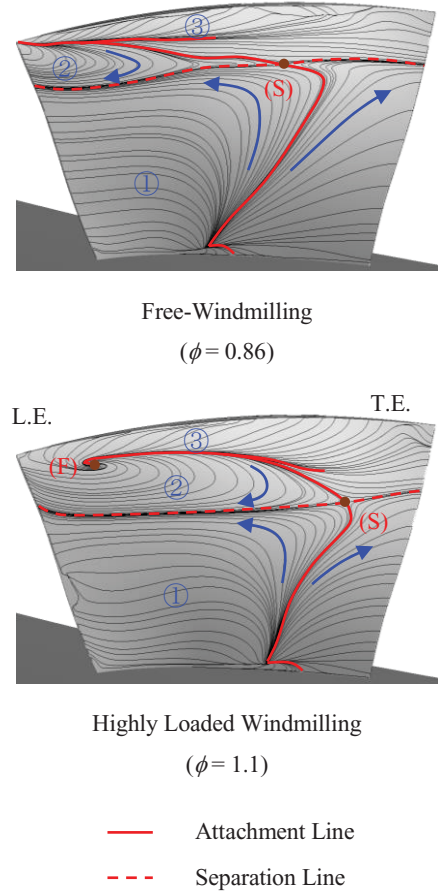 ③
②
(S)
①
Free-Windmilling
(ϕ = 0.86)
L.E.
T.E.
③
(F)
②
(S)
①
Highly Loaded Windmilling
(ϕ = 1.1)
Attachment Line
Separation Line